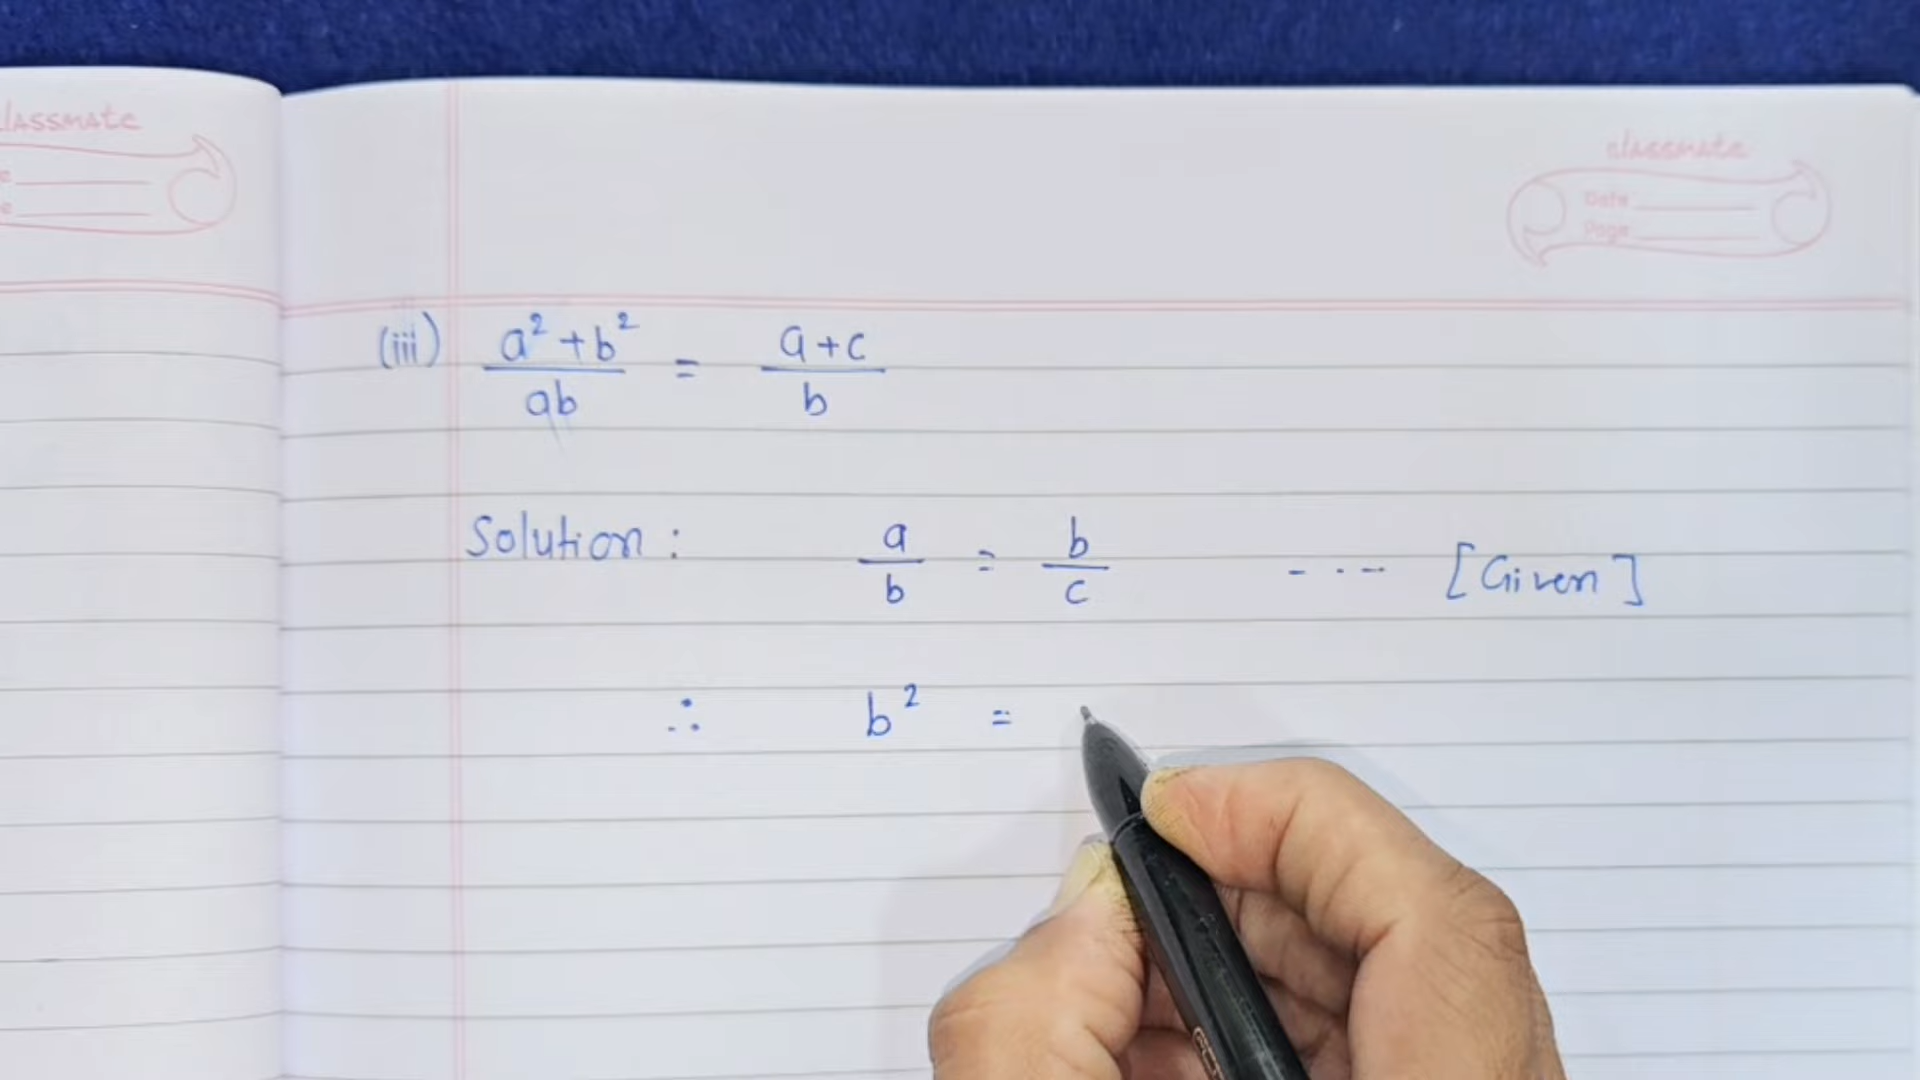 classmate
classmate
Date
Page
(iii) a² + b² / ab = a + c / b
Solution : a / b = b / c - · - - [Given]
∴ b² =